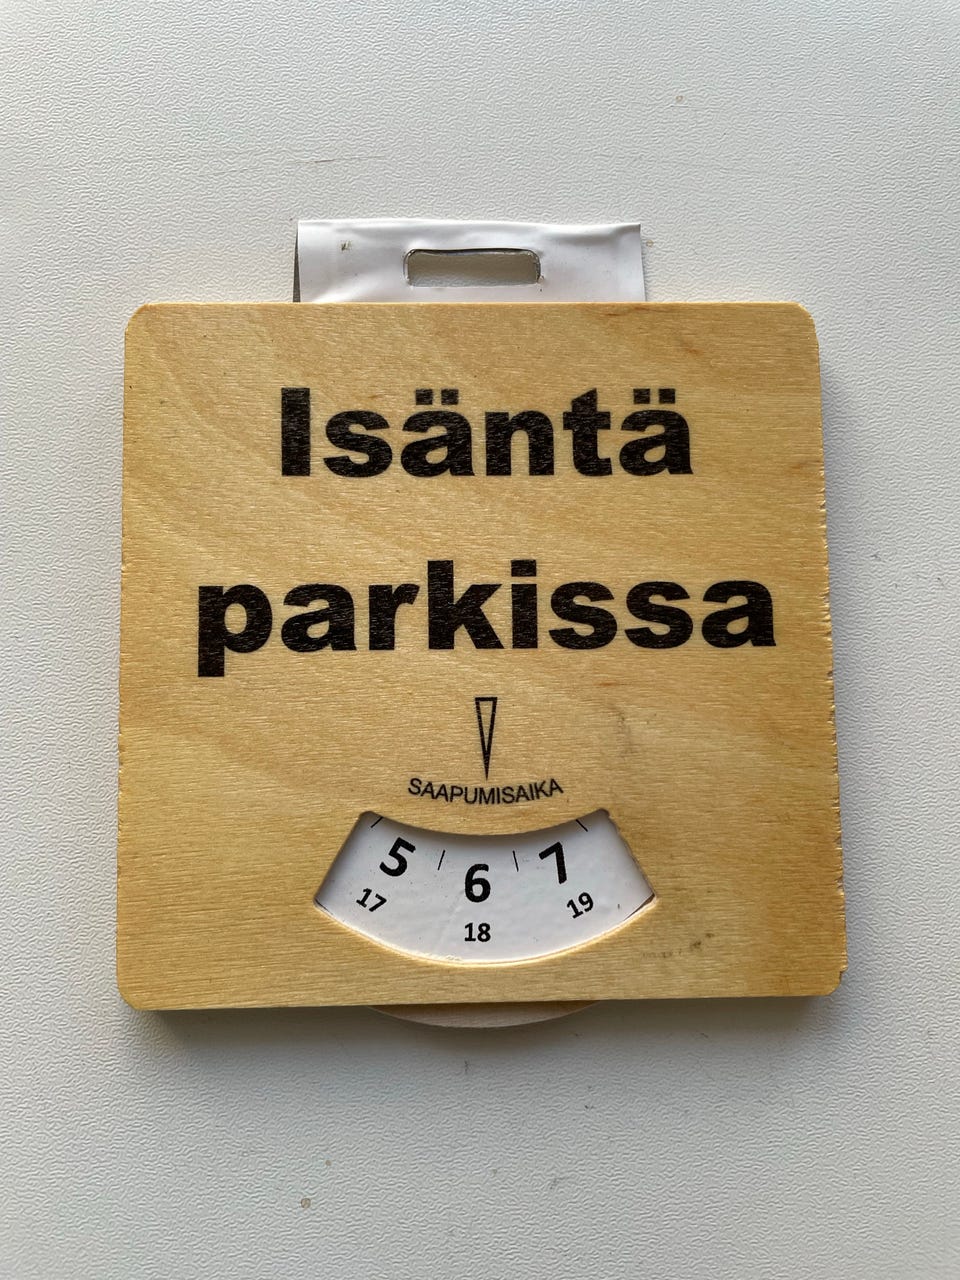 Isäntä
parkissa
SAAPUMISAIKA
5 6 7
17 18 19